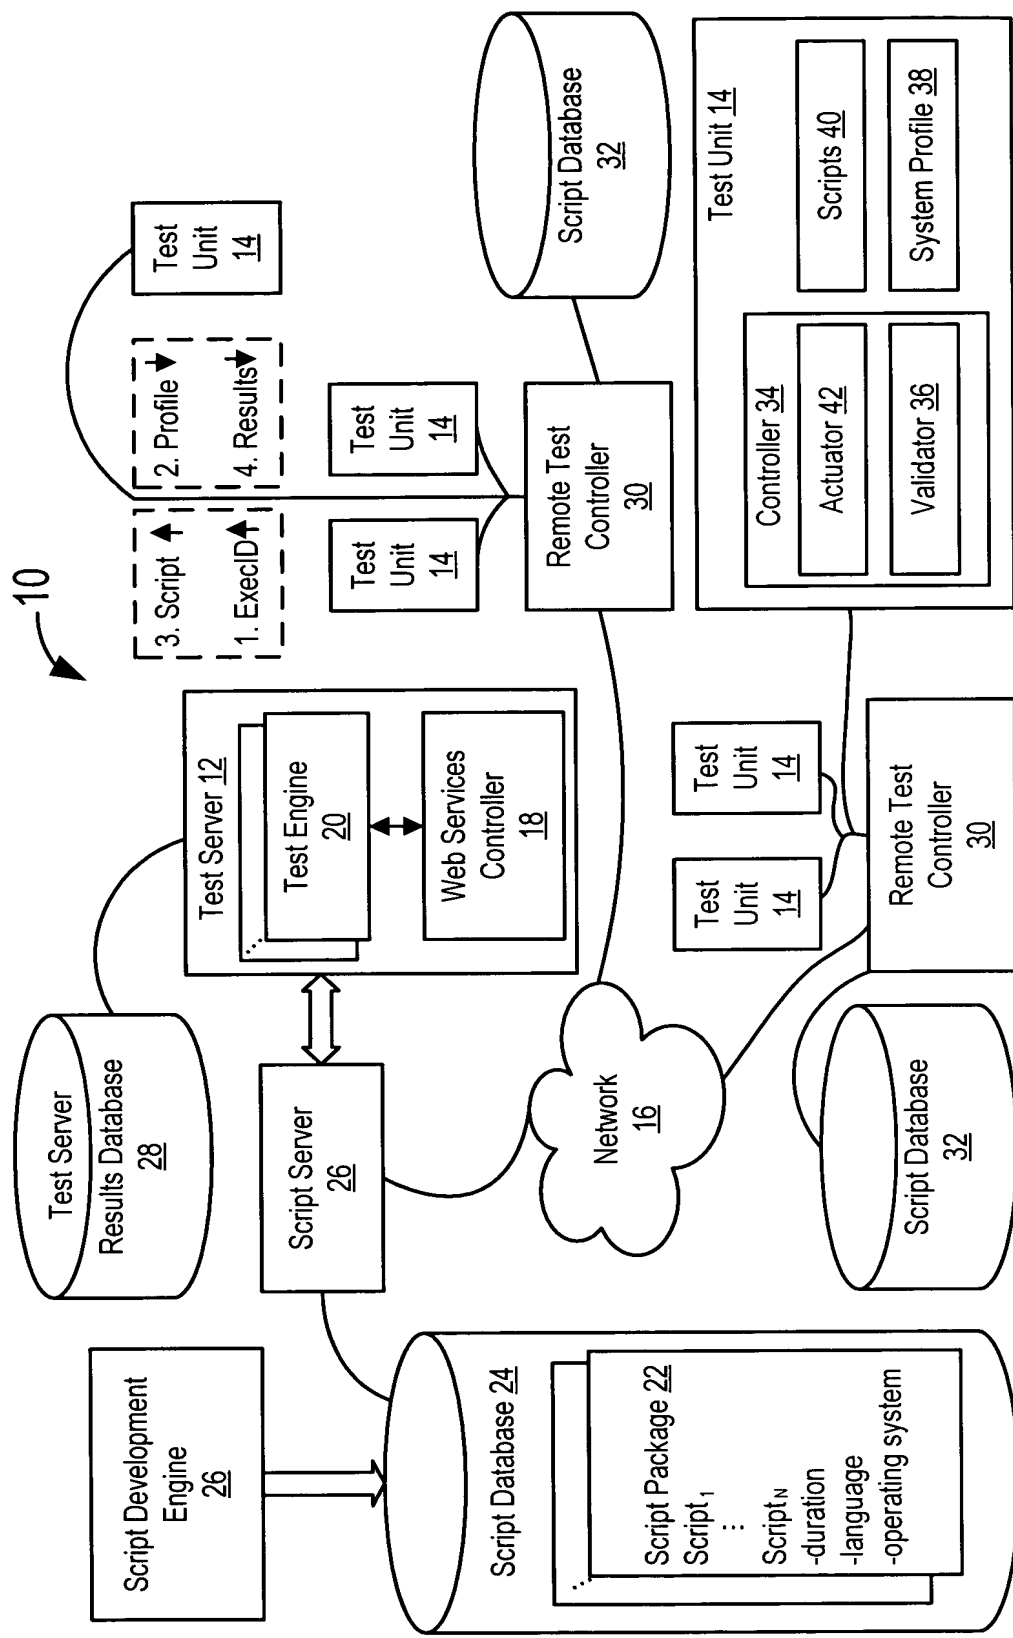 10
Script Development
Engine
26
Test Server
Results Database
28
Script Server
26
Test Server 12
Test Engine
20
Web Services
Controller
18
3. Script
1. ExecID
2. Profile
4. Results
Test
Unit
14
Test
Unit
14
Test
Unit
14
Remote Test
Controller
30
Script Database
32
Script Database 24
Script Package 22
Script1
...
ScriptN
-duration
-language
-operating system
Network
16
Script Database
32
Test
Unit
14
Test
Unit
14
Remote Test
Controller
30
Test Unit 14
Controller 34
Actuator 42
Validator 36
Scripts 40
System Profile 38